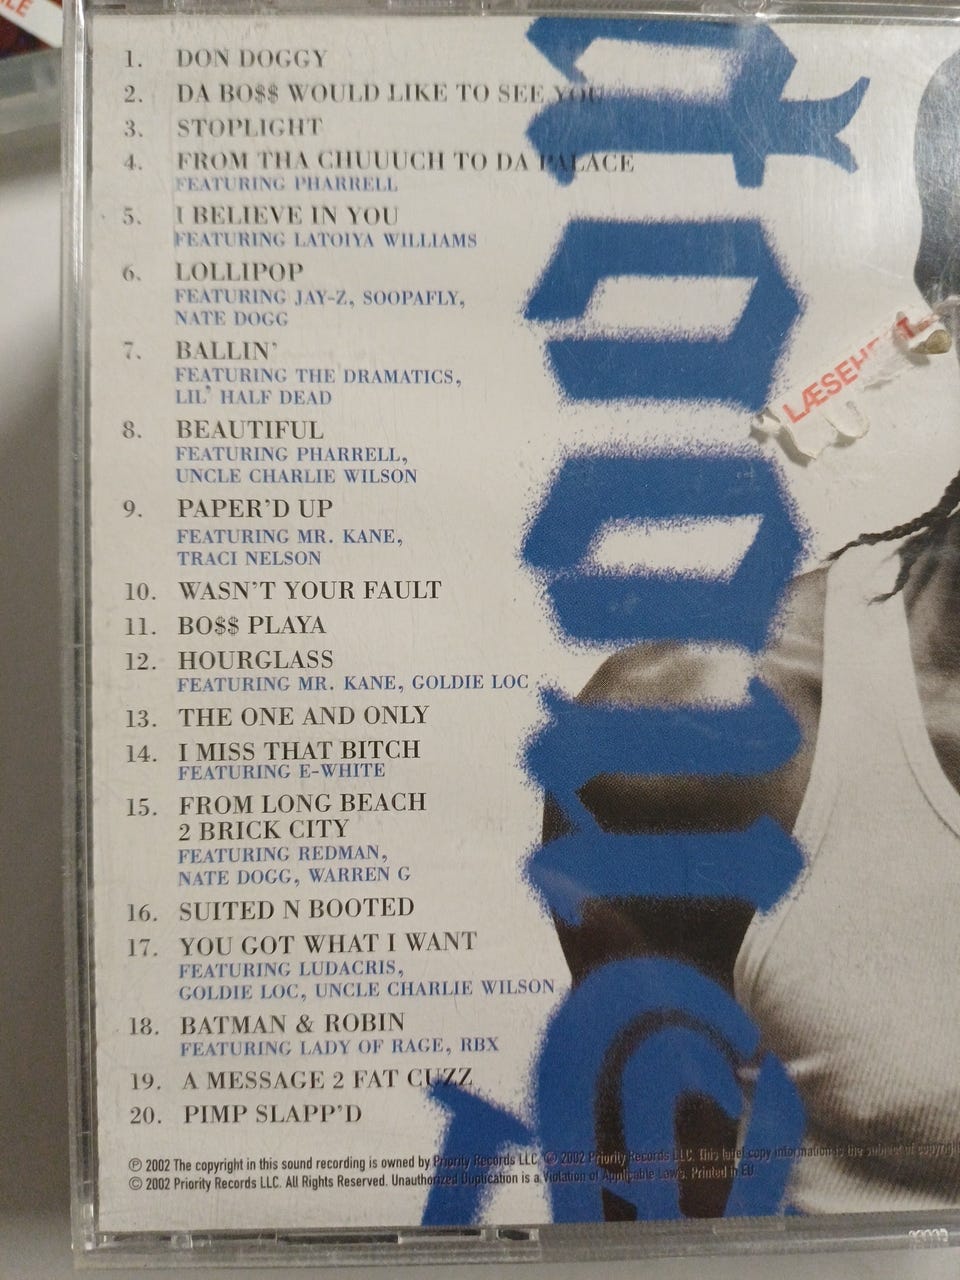 1. DON DOGGY
2. DA BO$$ WOULD LIKE TO SEE YOU
3. STOPLIGHT
4. FROM THA CHUUUCH TO DA PALACE
FEATURING PHARRELL
5. I BELIEVE IN YOU
FEATURING LATOIYA WILLIAMS
6. LOLLIPOP
FEATURING JAY-Z, SOOPAFLY,
NATE DOGG
7. BALLIN'
FEATURING THE DRAMATICS,
LIL' HALF DEAD
8. BEAUTIFUL
FEATURING PHARRELL,
UNCLE CHARLIE WILSON
9. PAPER'D UP
FEATURING MR. KANE,
TRACI NELSON
10. WASN'T YOUR FAULT
11. BO$$ PLAYA
12. HOURGLASS
FEATURING MR. KANE, GOLDIE LOC
13. THE ONE AND ONLY
14. I MISS THAT BITCH
FEATURING E-WHITE
15. FROM LONG BEACH
2 BRICK CITY
FEATURING REDMAN,
NATE DOGG, WARREN G
16. SUITED N BOOTED
17. YOU GOT WHAT I WANT
FEATURING LUDACRIS,
GOLDIE LOC, UNCLE CHARLIE WILSON
18. BATMAN & ROBIN
FEATURING LADY OF RAGE, RBX
19. A MESSAGE 2 FAT CUZZ
20. PIMP SLAPP'D
℗ 2002 The copyright in this sound recording is owned by Priority Records LLC. © 2002 Priority Records LLC. This label copy information is the subject of copyrigh
© 2002 Priority Records LLC. All Rights Reserved. Unauthorized Duplication is a Violation of Applicable Laws. Printed in EU
Snoop
LÆSEH